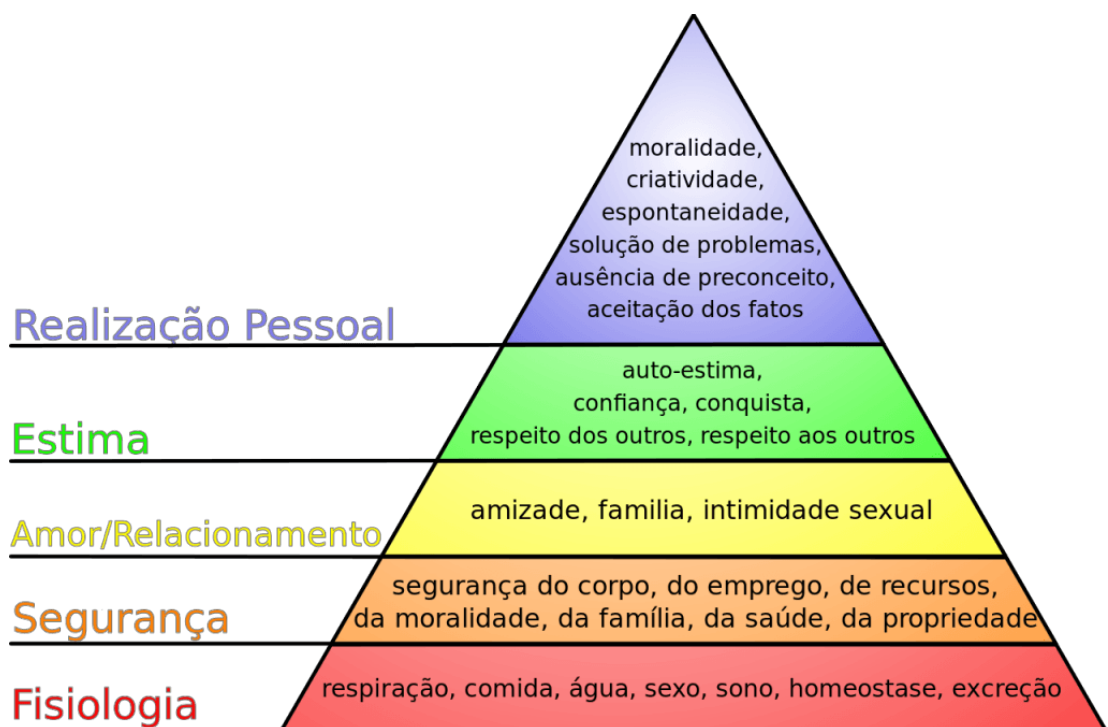 moralidade,
criatividade,
espontaneidade,
solução de problemas,
ausência de preconceito,
aceitação dos fatos
Realização Pessoal
auto-estima,
confiança, conquista,
respeito dos outros, respeito aos outros
Estima
amizade, familia, intimidade sexual
Amor/Relacionamento
segurança do corpo, do emprego, de recursos,
da moralidade, da família, da saúde, da propriedade
Segurança
respiração, comida, água, sexo, sono, homeostase, excreção
Fisiologia